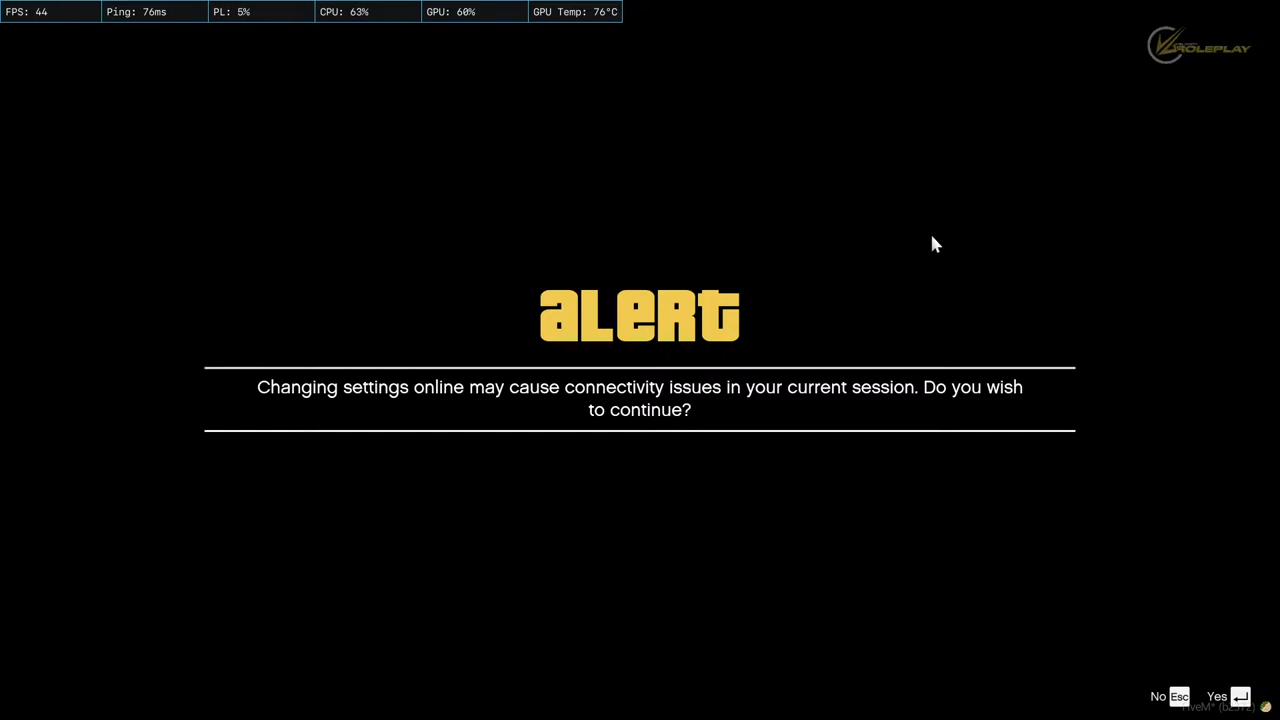 FPS: 44 Ping: 76ms PL: 5% CPU: 63% GPU: 60% GPU Temp: 76°C
ROLEPLAY
aLeRt
Changing settings online may cause connectivity issues in your current session. Do you wish
to continue?
No Esc Yes